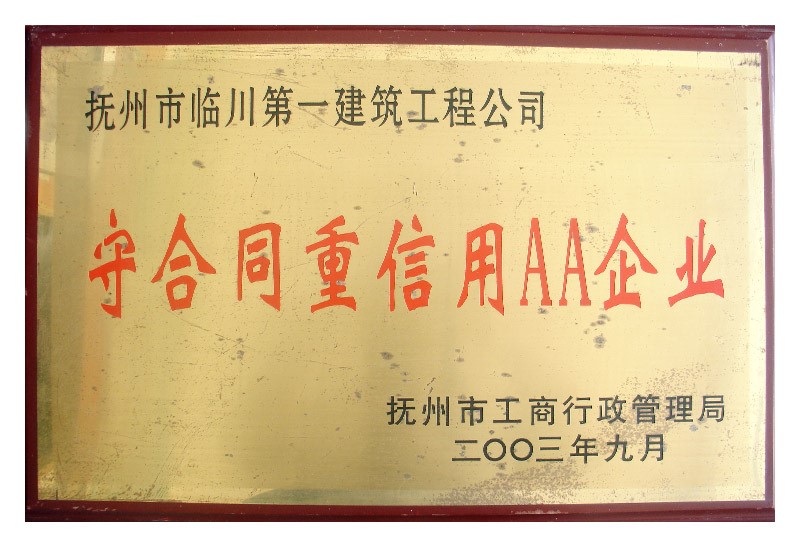 抚州市临川第一建筑工程公司
守合同重信用AA企业
抚州市工商行政管理局
二〇〇三年九月